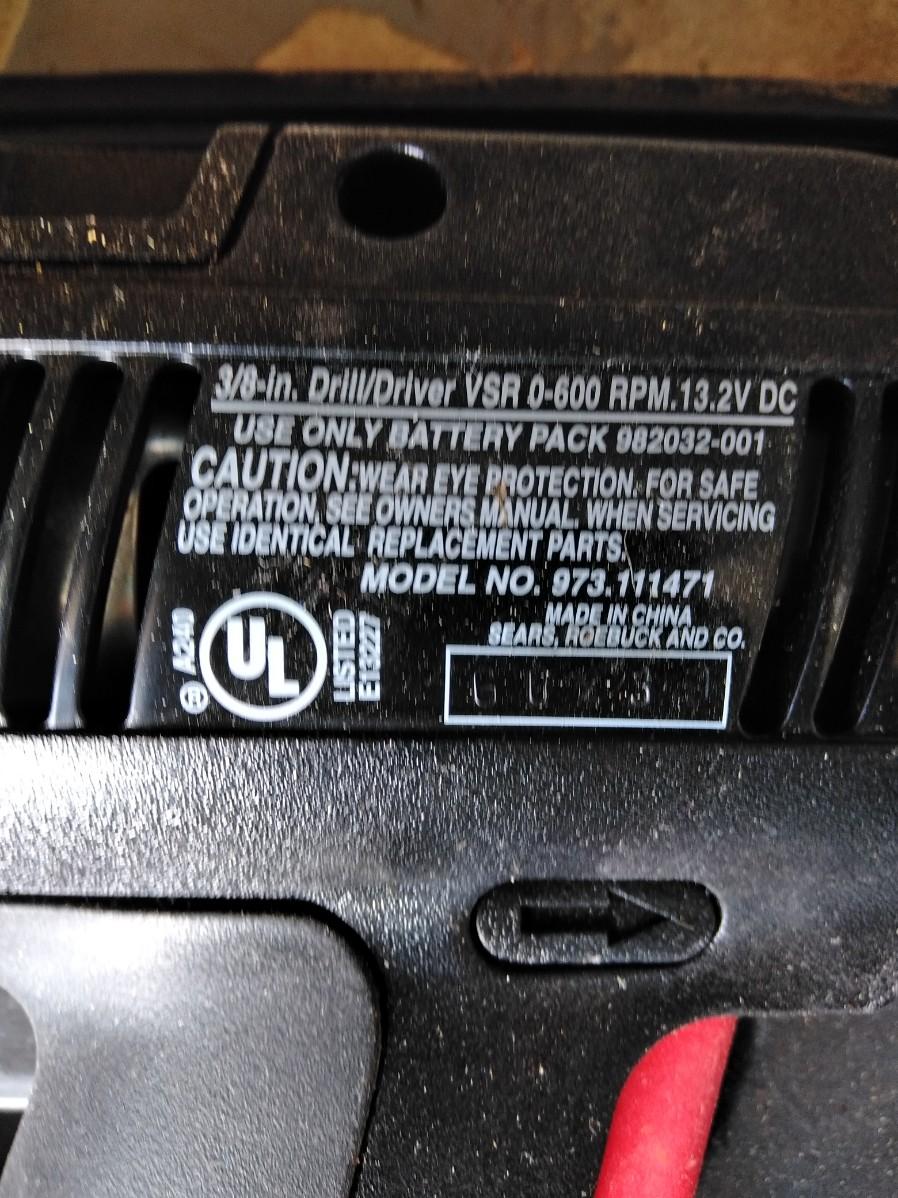 3/8-in. Drill/Driver VSR 0-600 RPM.13.2V DC
USE ONLY BATTERY PACK 982032-001
CAUTION:WEAR EYE PROTECTION. FOR SAFE
OPERATION, SEE OWNERS MANUAL. WHEN SERVICING
USE IDENTICAL REPLACEMENT PARTS.
MODEL NO. 973.111471
MADE IN CHINA
SEARS, ROEBUCK AND CO.
A2400
UL
LISTED
E113227